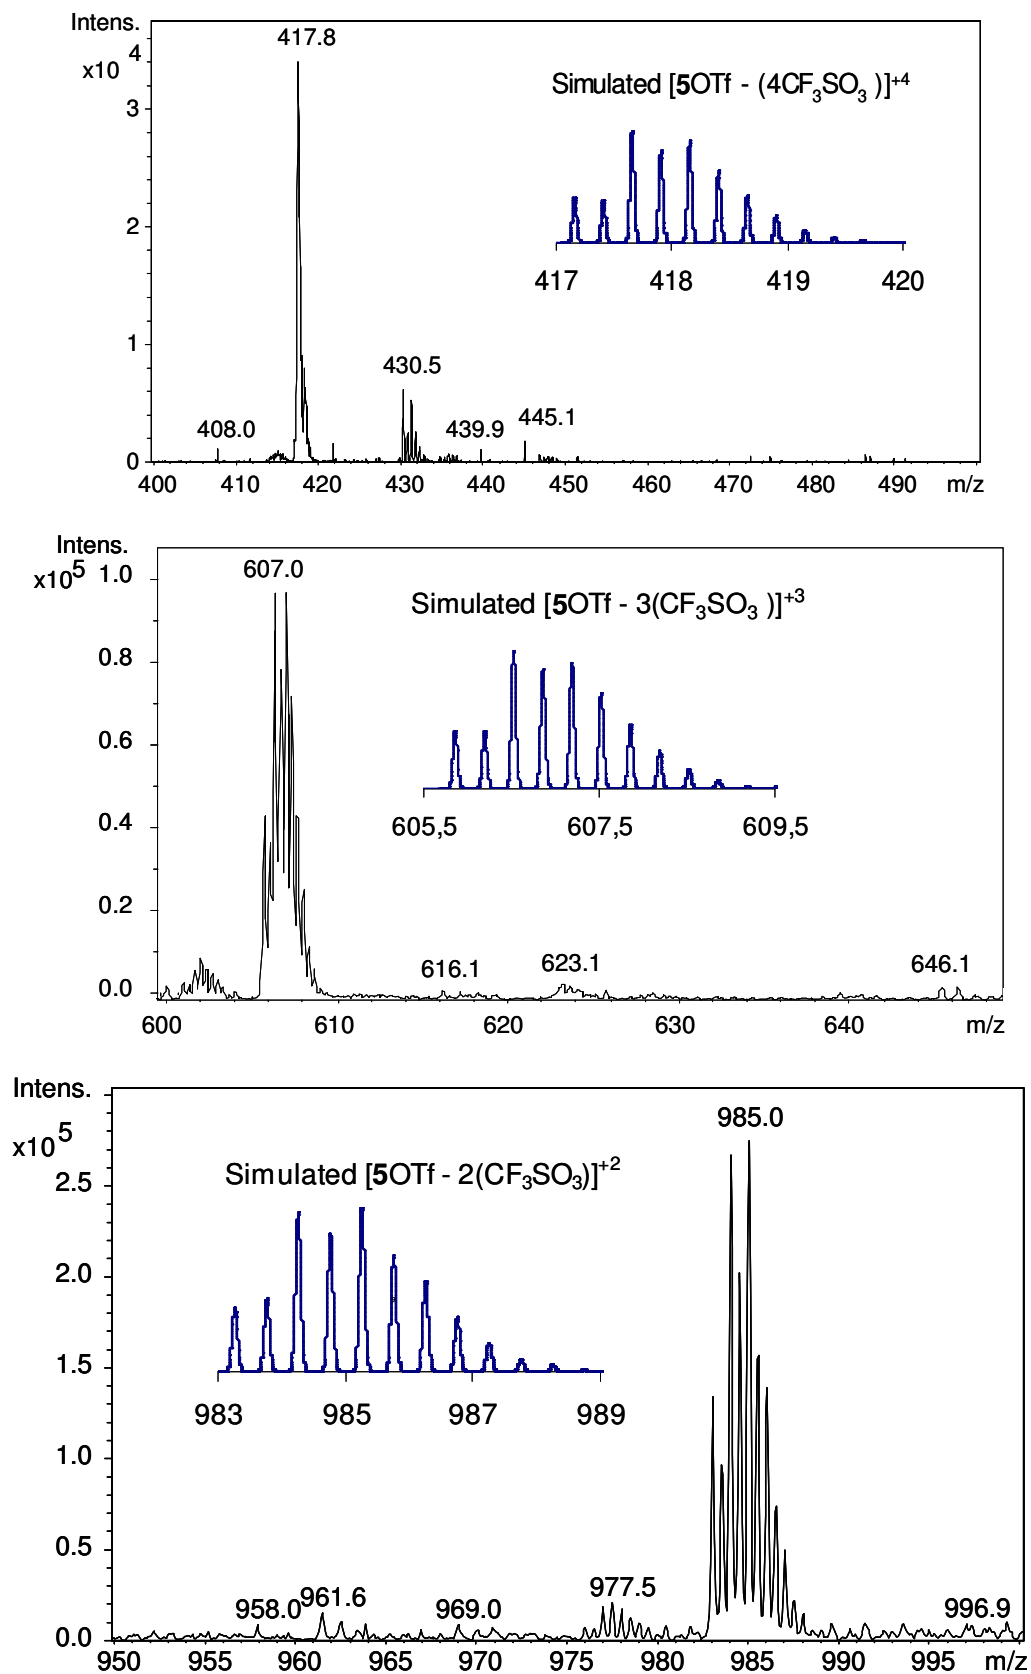 Intens.
x10 4
417.8
Simulated [5OTf - (4CF3SO3 )]+4
3
2
1
0
417 418 419 420
408.0
430.5
439.9
445.1
400 410 420 430 440 450 460 470 480 490 m/z
Intens.
x10 5
1.0
607.0
Simulated [5OTf - 3(CF3SO3 )]+3
0.8
0.6
0.4
0.2
0.0
605,5 607,5 609,5
616.1
623.1
646.1
600 610 620 630 640 m/z
Intens.
x10 5
985.0
Simulated [5OTf - 2(CF3SO3)]+2
2.5
2.0
1.5
1.0
0.5
0.0
983 985 987 989
958.0
961.6
969.0
977.5
996.9
950 955 960 965 970 975 980 985 990 995 m/z